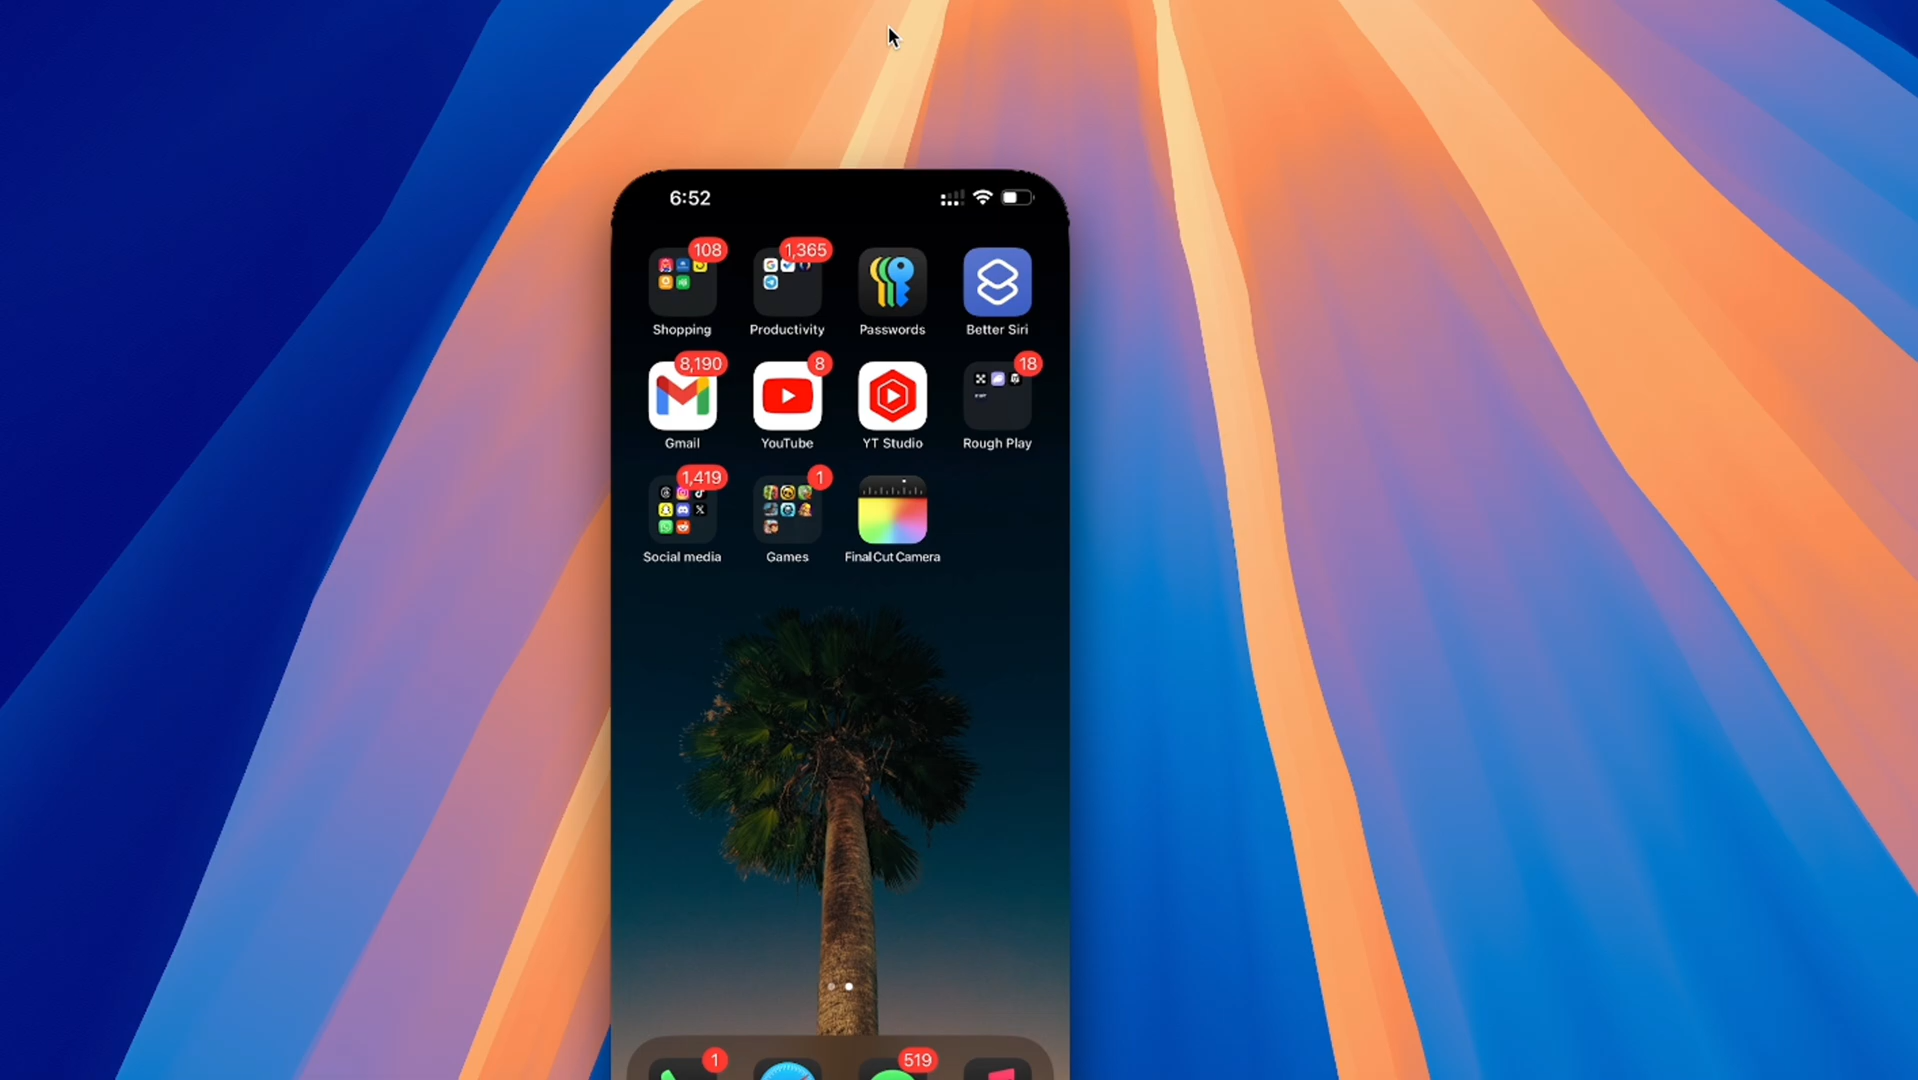 6:52
108
1,365
Shopping
Productivity
Passwords
Better Siri
8,190
8
18
Gmail
YouTube
YT Studio
Rough Play
1,419
1
Social media
Games
Final Cut Camera
1
519